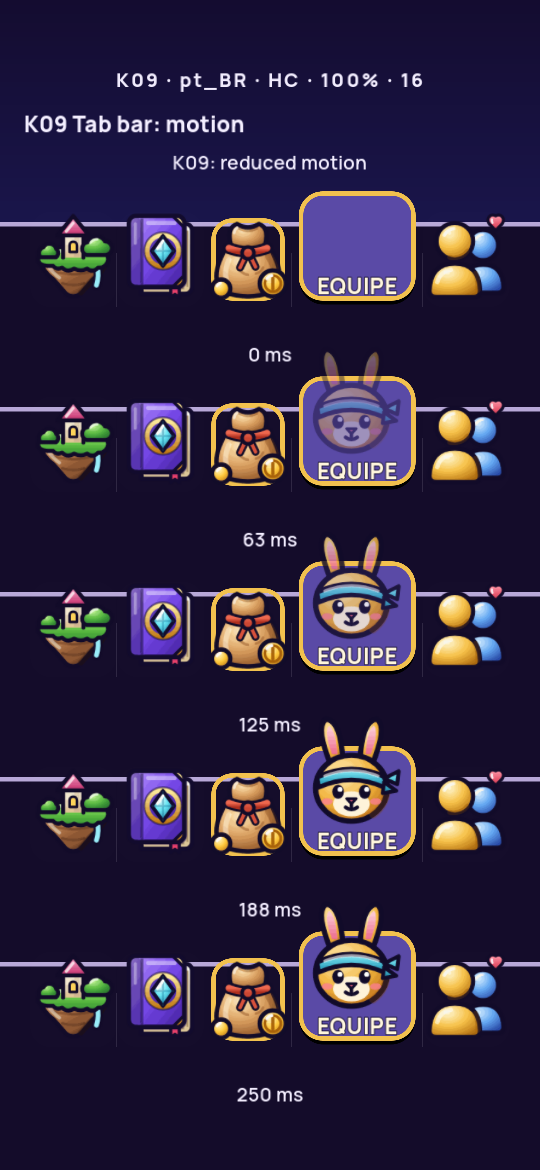 K09 · pt_BR · HC · 100% · 16
K09 Tab bar: motion
K09: reduced motion
EQUIPE
0 ms
EQUIPE
63 ms
EQUIPE
125 ms
EQUIPE
188 ms
EQUIPE
250 ms